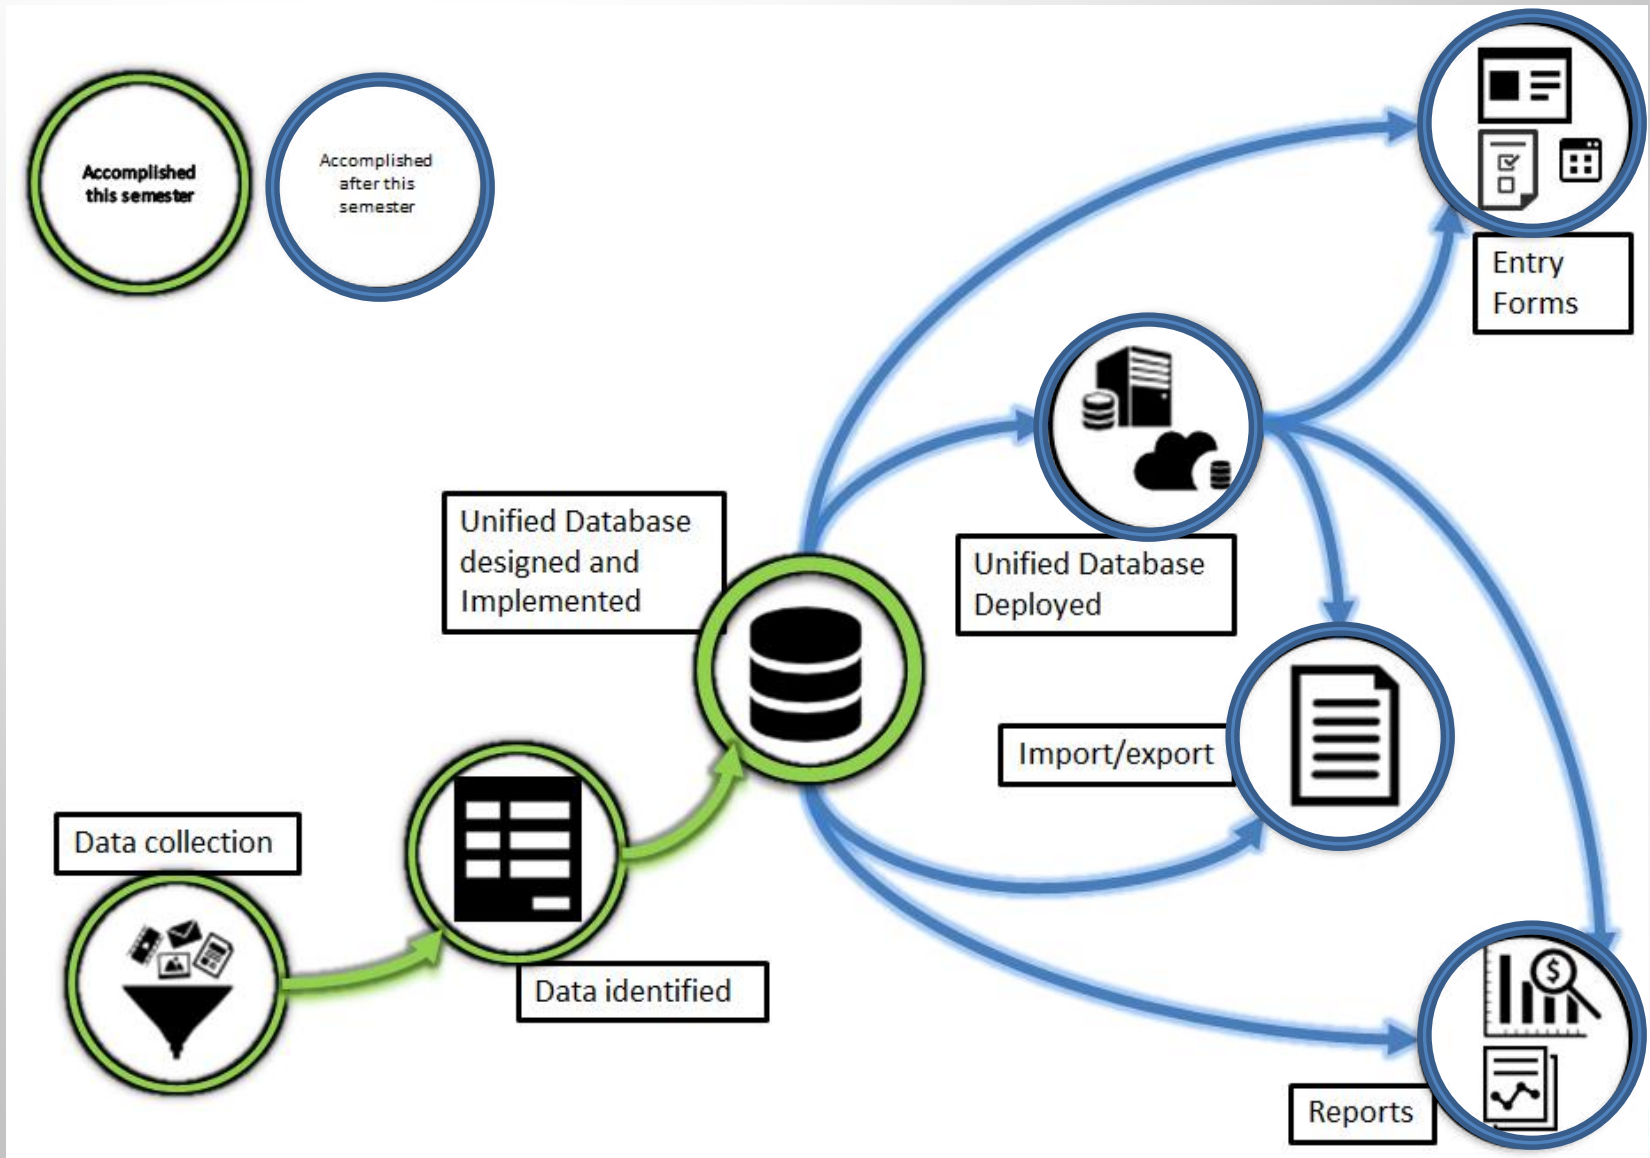 Accomplished
this semester
Accomplished
after this
semester
Entry
Forms
Unified Database
designed and
Implemented
Unified Database
Deployed
Import/export
Data collection
Data identified
Reports
$